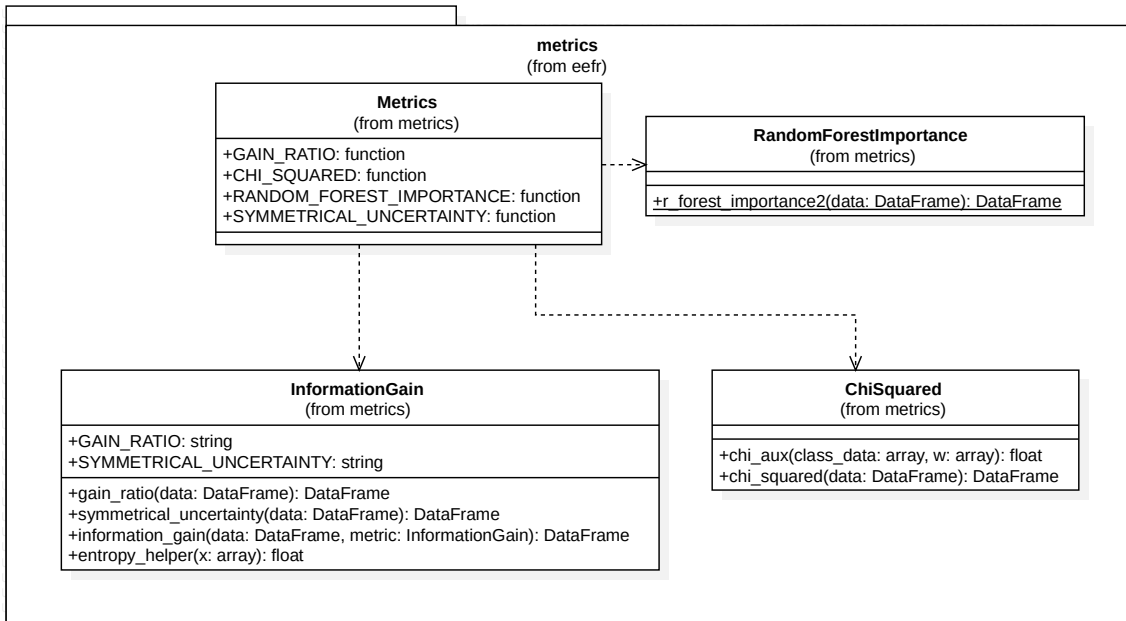 metrics
(from eefr)
Metrics
(from metrics)
+GAIN_RATIO: function
+CHI_SQUARED: function
+RANDOM_FOREST_IMPORTANCE: function
+SYMMETRICAL_UNCERTAINTY: function
RandomForestImportance
(from metrics)
+r_forest_importance2(data: DataFrame): DataFrame
InformationGain
(from metrics)
+GAIN_RATIO: string
+SYMMETRICAL_UNCERTAINTY: string
+gain_ratio(data: DataFrame): DataFrame
+symmetrical_uncertainty(data: DataFrame): DataFrame
+information_gain(data: DataFrame, metric: InformationGain): DataFrame
+entropy_helper(x: array): float
ChiSquared
(from metrics)
+chi_aux(class_data: array, w: array): float
+chi_squared(data: DataFrame): DataFrame